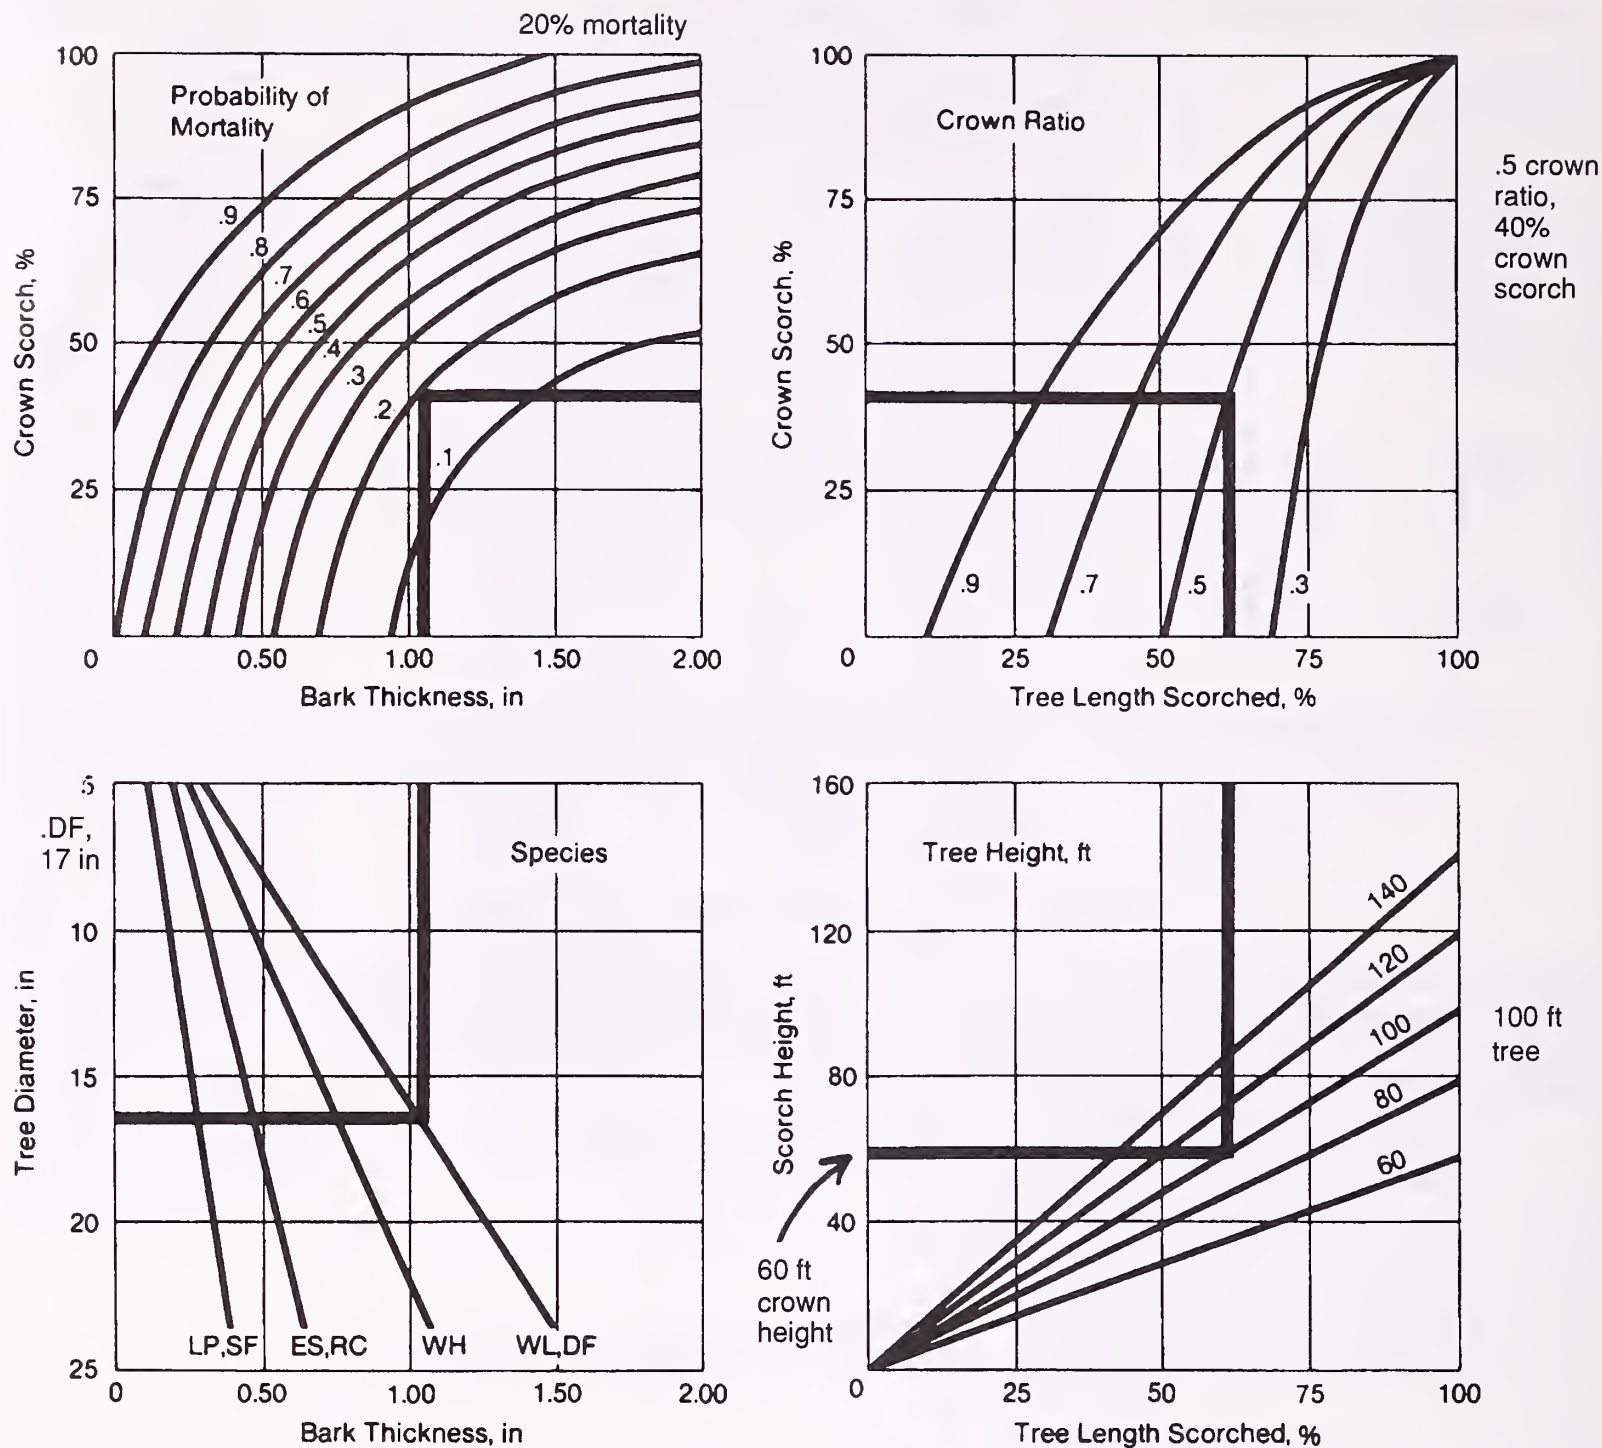 20% mortality
100
75
50
25
0
Crown Scorch, %
Probability of
Mortality
.9
.8
.7
.6
.5
.4
.3
.2
.1
0.50
1.00
1.50
2.00
Bark Thickness, in
100
75
50
25
0
Crown Scorch, %
Crown Ratio
.9
.7
.5
.3
25
50
75
100
Tree Length Scorched, %
.5 crown
ratio,
40%
crown
scorch
.5
.DF,
17 in
10
15
20
25
Tree Diameter, in
Species
LP,SF
ES,RC
WH
WL,DF
0
0.50
1.00
1.50
2.00
Bark Thickness, in
160
120
80
40
0
Scorch Height, ft
Tree Height, ft
140
120
100
80
60
60 ft
crown
height
25
50
75
100
Tree Length Scorched, %
100 ft
tree